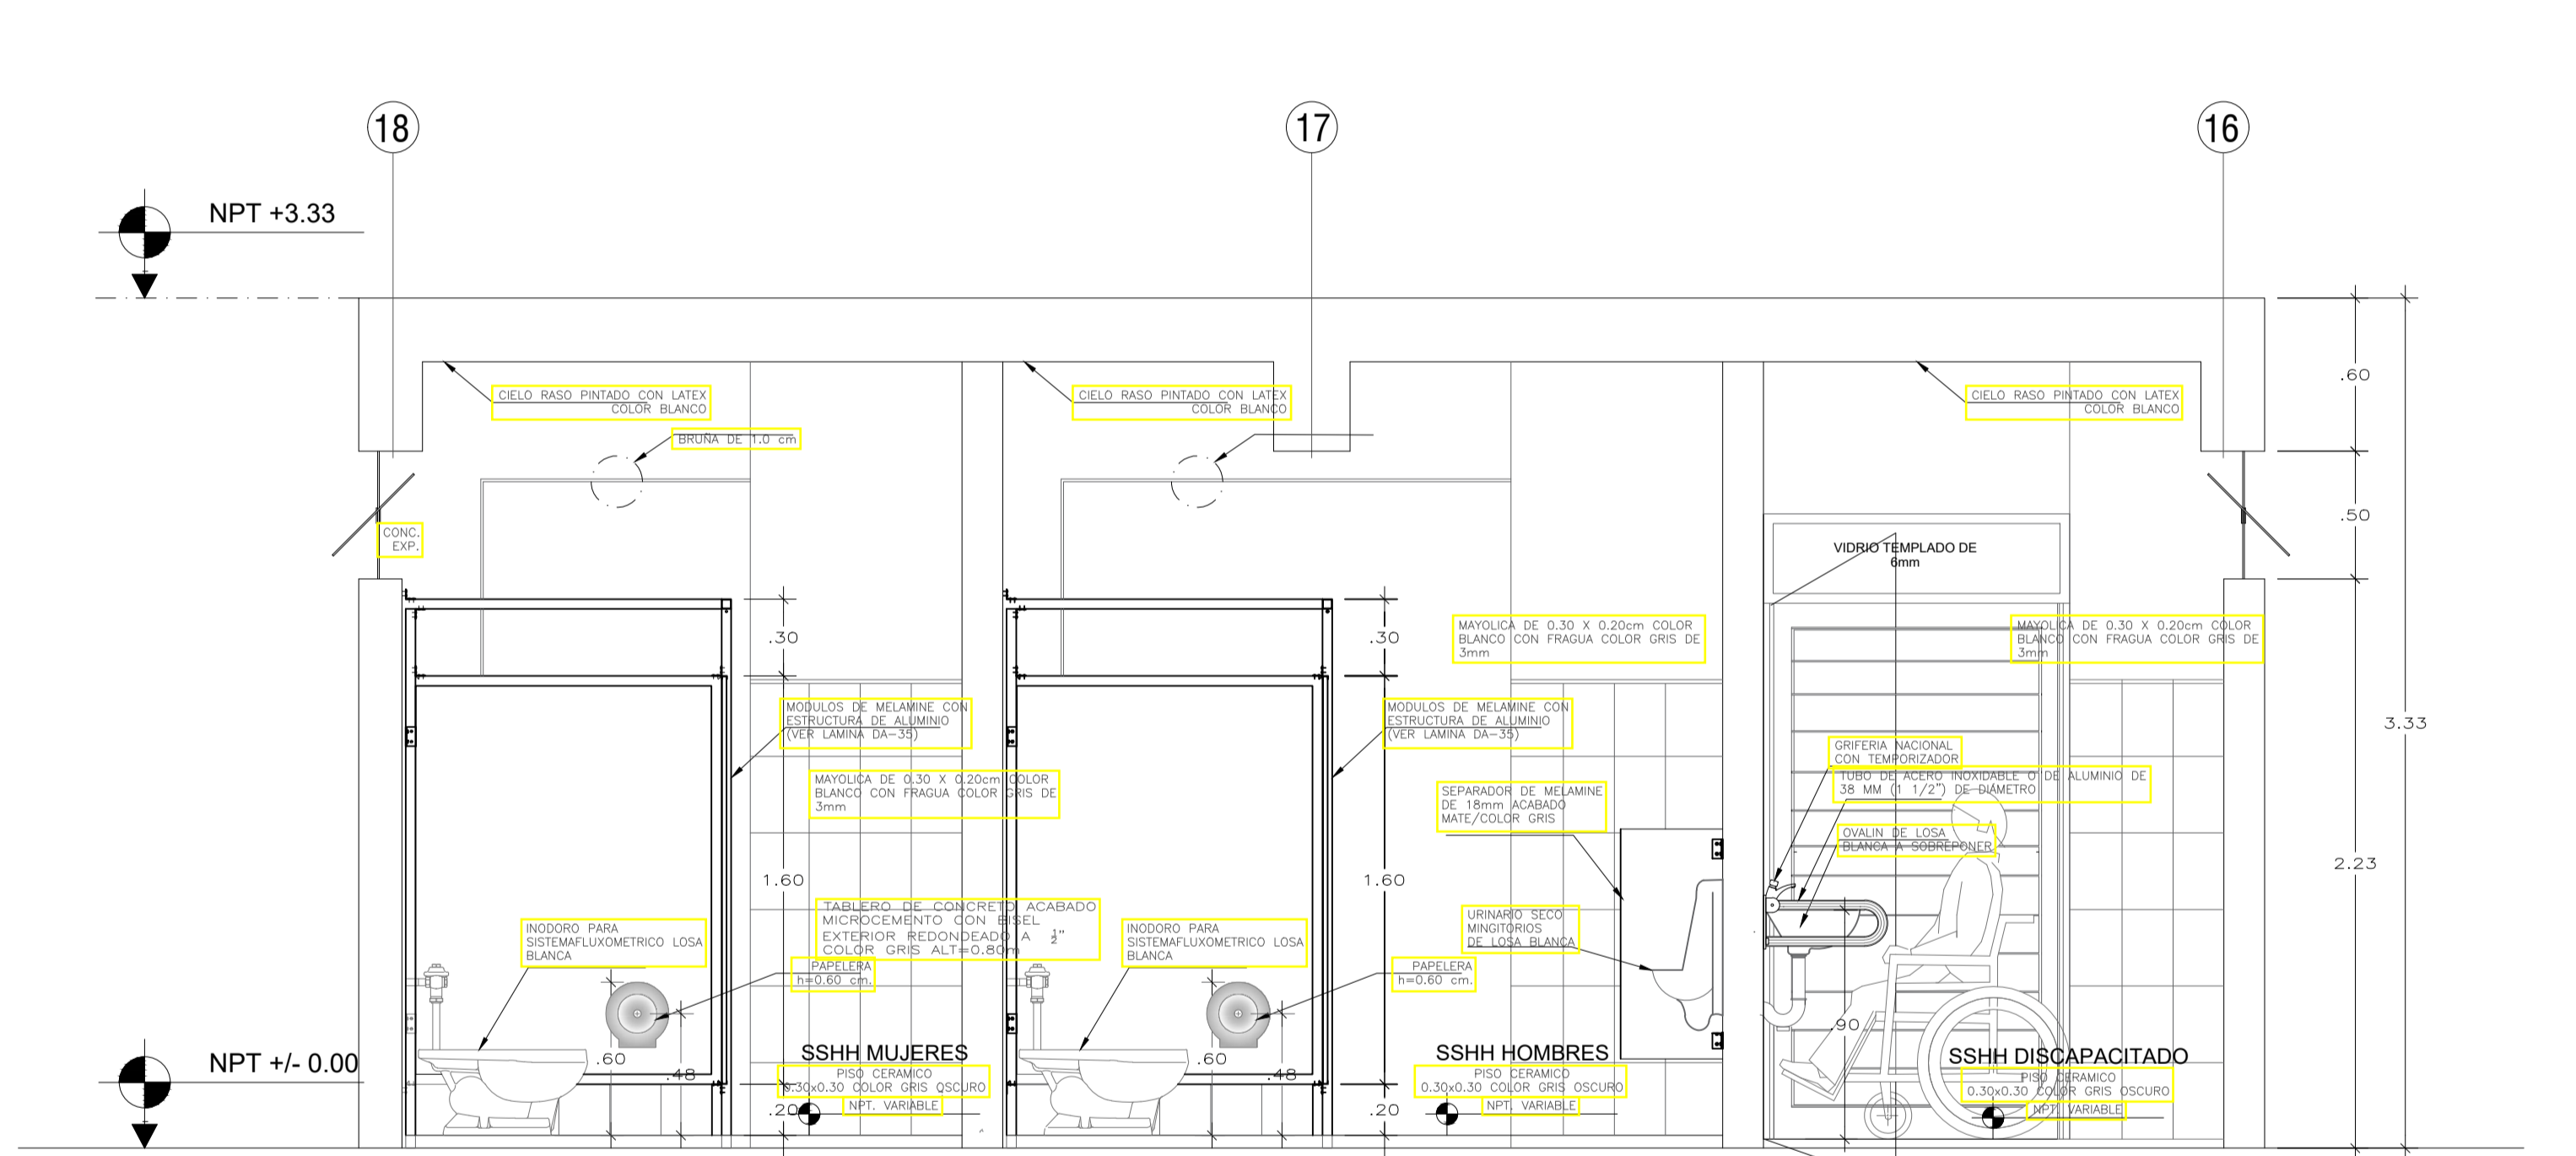 18
17
16
NPT +3.33
CIELO RASO PINTADO CON LATEX
COLOR BLANCO
CIELO RASO PINTADO CON LATEX
COLOR BLANCO
CIELO RASO PINTADO CON LATEX
COLOR BLANCO
.60
BRUÑA DE 1.0 cm
CONC.
EXP.
.50
VIDRIO TEMPLADO DE
6mm
.30
.30
MAYOLICA DE 0.30 X 0.20cm COLOR
BLANCO CON FRAGUA COLOR GRIS DE
3mm
MAYOLICA DE 0.30 X 0.20cm COLOR
BLANCO CON FRAGUA COLOR GRIS DE
3mm
MODULOS DE MELAMINE CON
ESTRUCTURA DE ALUMINIO
(VER LAMINA DA-35)
MODULOS DE MELAMINE CON
ESTRUCTURA DE ALUMINIO
(VER LAMINA DA-35)
3.33
MAYOLICA DE 0.30 X 0.20cm COLOR
BLANCO CON FRAGUA COLOR GRIS DE
3mm
SEPARADOR DE MELAMINE
DE 18mm ACABADO
MATE/COLOR GRIS
GRIFERIA NACIONAL
CON TEMPORIZADOR
TUBO DE ACERO INOXIDABLE O DE ALUMINIO DE
38 MM (1 1/2") DE DIÁMETRO
OVALIN DE LOSA
BLANCA A SOBREPONER
2.23
1.60
1.60
TABLERO DE CONCRETO ACABADO
MICROCEMENTO CON BISEL
EXTERIOR REDONDEADO A ½"
COLOR GRIS ALT=0.80m
INODORO PARA
SISTEMAFLUXOMETRICO LOSA
BLANCA
INODORO PARA
SISTEMAFLUXOMETRICO LOSA
BLANCA
URINARIO SECO
MINGITORIOS
DE LOSA BLANCA
PAPELERA
h=0.60 cm.
PAPELERA
h=0.60 cm.
.90
NPT +/- 0.00
.60
.48
SSHH MUJERES
PISO CERAMICO
0.30x0.30 COLOR GRIS OSCURO
NPT. VARIABLE
.20
.60
.48
.20
SSHH HOMBRES
PISO CERAMICO
0.30x0.30 COLOR GRIS OSCURO
NPT. VARIABLE
SSHH DISCAPACITADO
PISO CERAMICO
0.30x0.30 COLOR GRIS OSCURO
NPT. VARIABLE